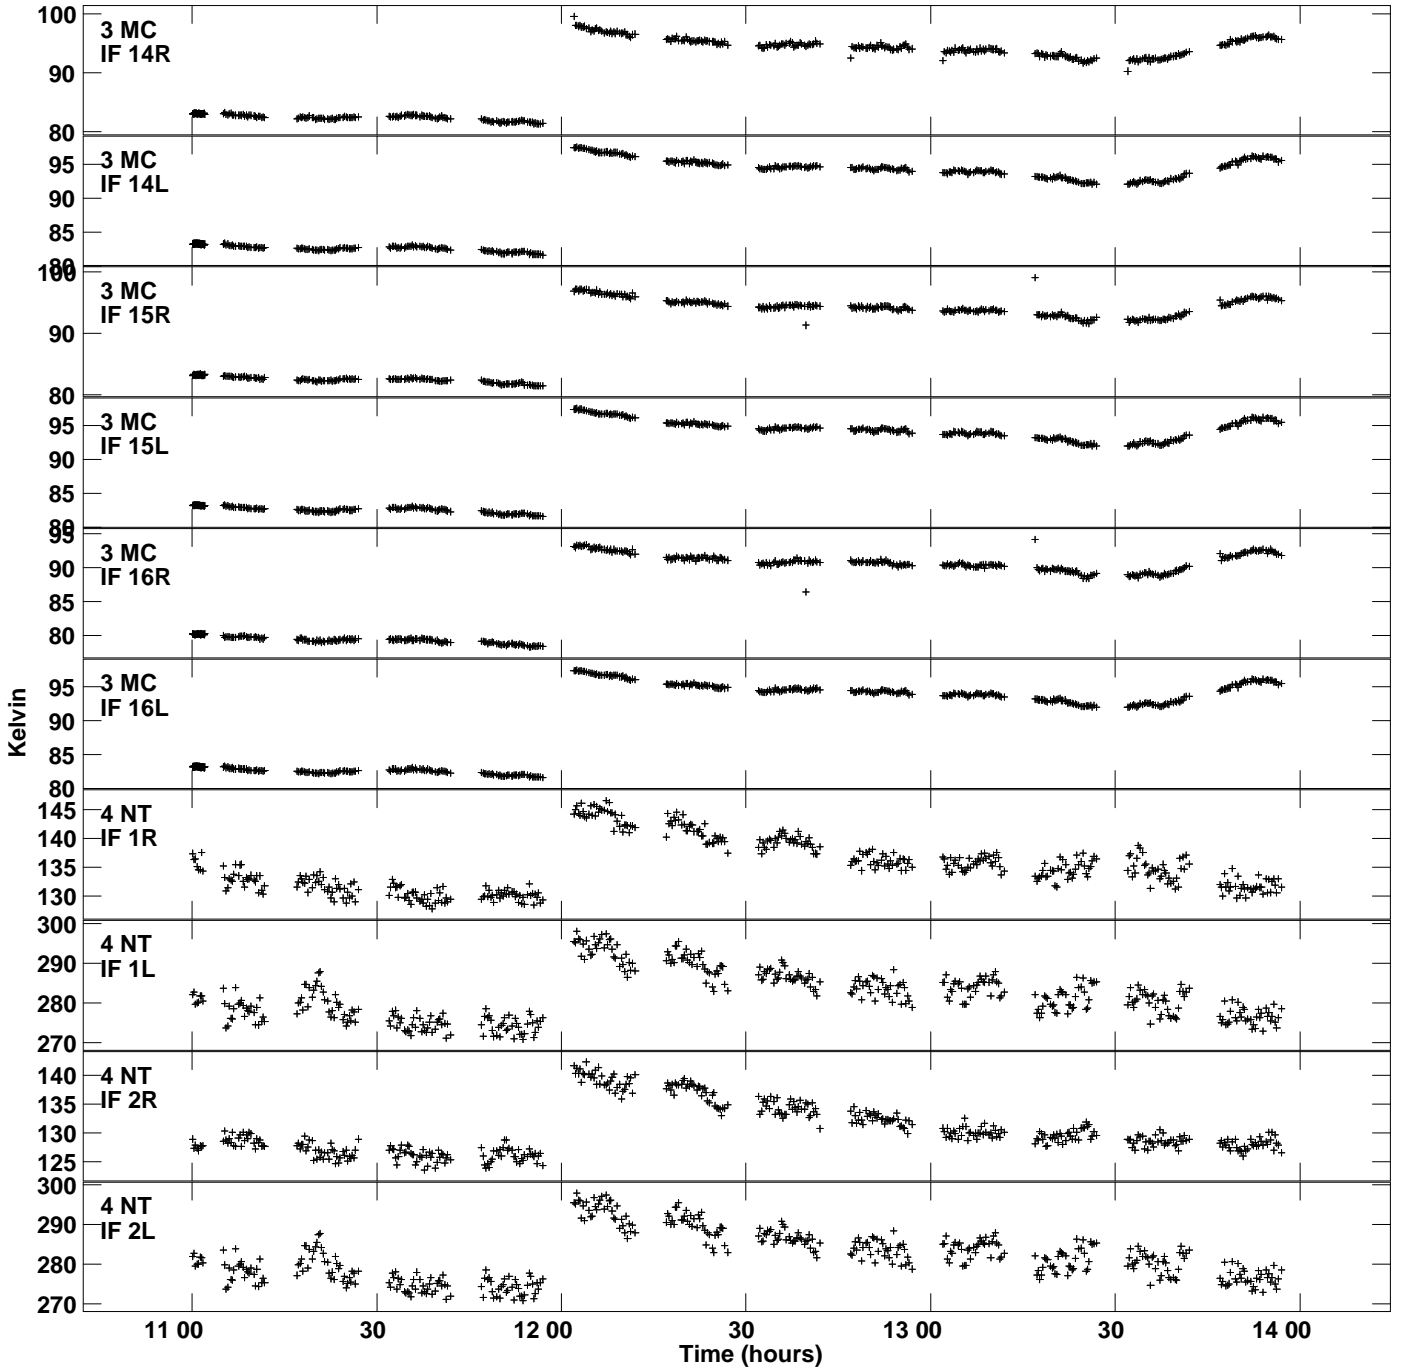 100
3 MC
IF 14R
90
80
3 MC
95
IF 14L
90
85
80
100
3 MC
IF 15R
90
80
3 MC
95
IF 15L
90
85
80
95
3 MC
90
IF 16R
85
80
3 MC
95
IF 16L
90
85
80
145
4 NT
140
IF 1R
135
130
300
4 NT
290
IF 1L
280
270
140
4 NT
135
IF 2R
130
125
300
4 NT
290
IF 2L
280
270
Kelvin
11 00 30 12 00 30 13 00 30 14 00
Time (hours)